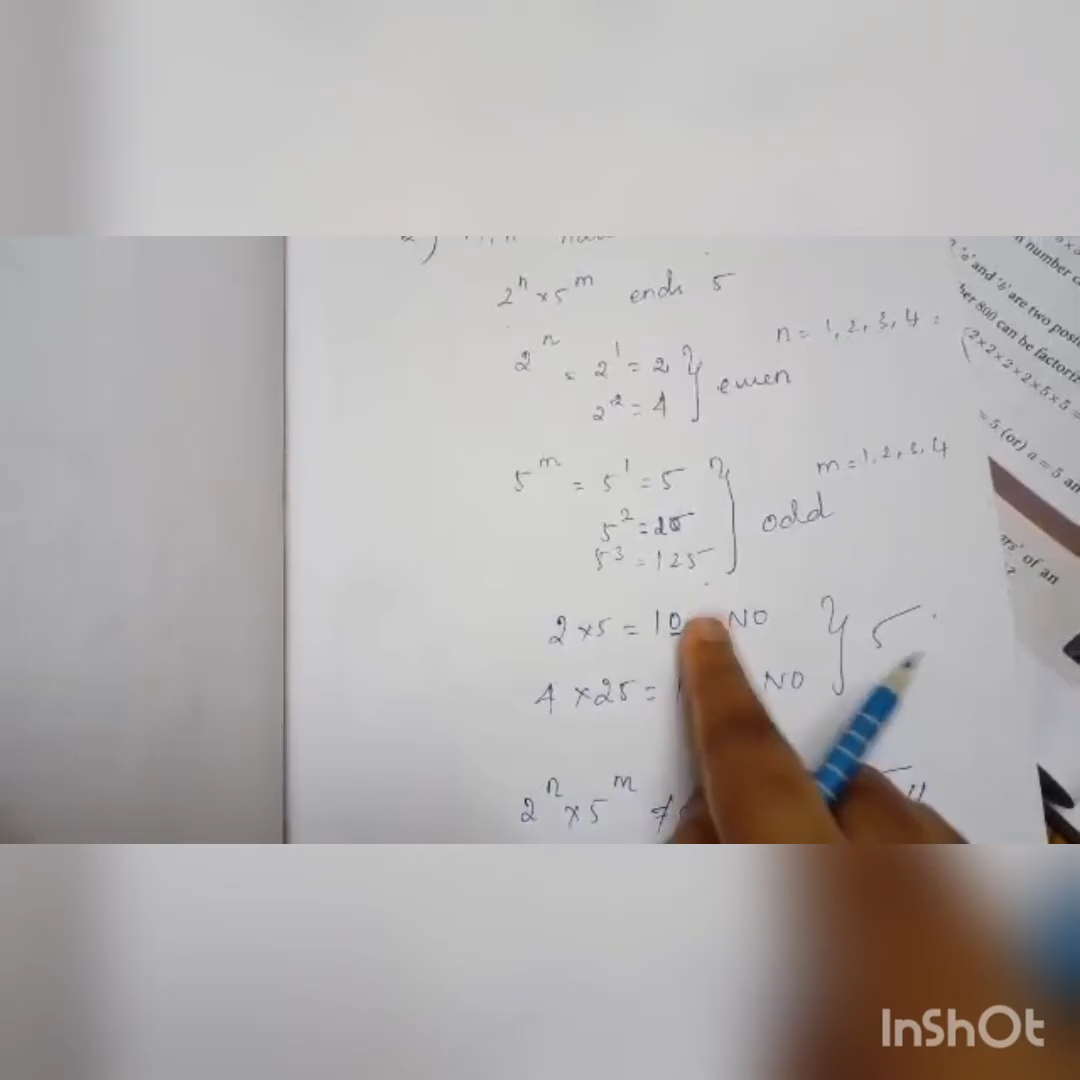 2ⁿ × 5ᵐ ends 5
n = 1, 2, 3, 4
2ⁿ = 2¹ = 2
2² = 4 } even
5ᵐ = 5¹ = 5
m = 1, 2, 3, 4
5² = 25 } odd
5³ = 125
2 × 5 = 10 NO
4 × 25 = NO } 5
2ⁿ × 5ᵐ ≠
n number
'a' and 'b' are two posi
ber 800 can be factoriz
2×2×2×2×5×5 =
= 5 (or) a = 5 an
of an
InShOt